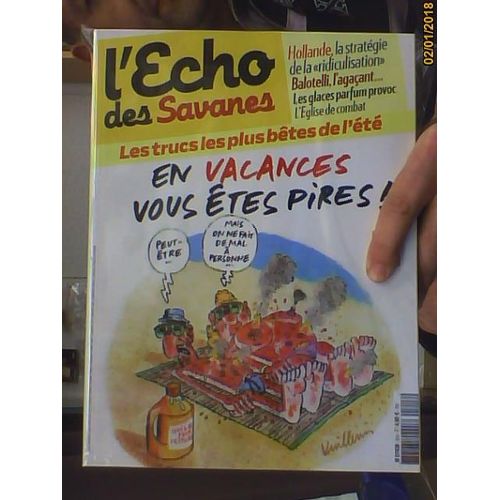 02/01/2018
l'Echo
des Savanes
Hollande, la stratégie
de la «ridiculisation»
Balotelli, l'agaçant...
Les glaces parfum provoc
L'Eglise de combat
Les trucs les plus bêtes de l'été
EN VACANCES
VOUS ÊTES PIRES !
PEUT-
ÊTRE
...
MAIS
ON NE FAIT
DE MAL
À
PERSONNE
...
Vuillemin